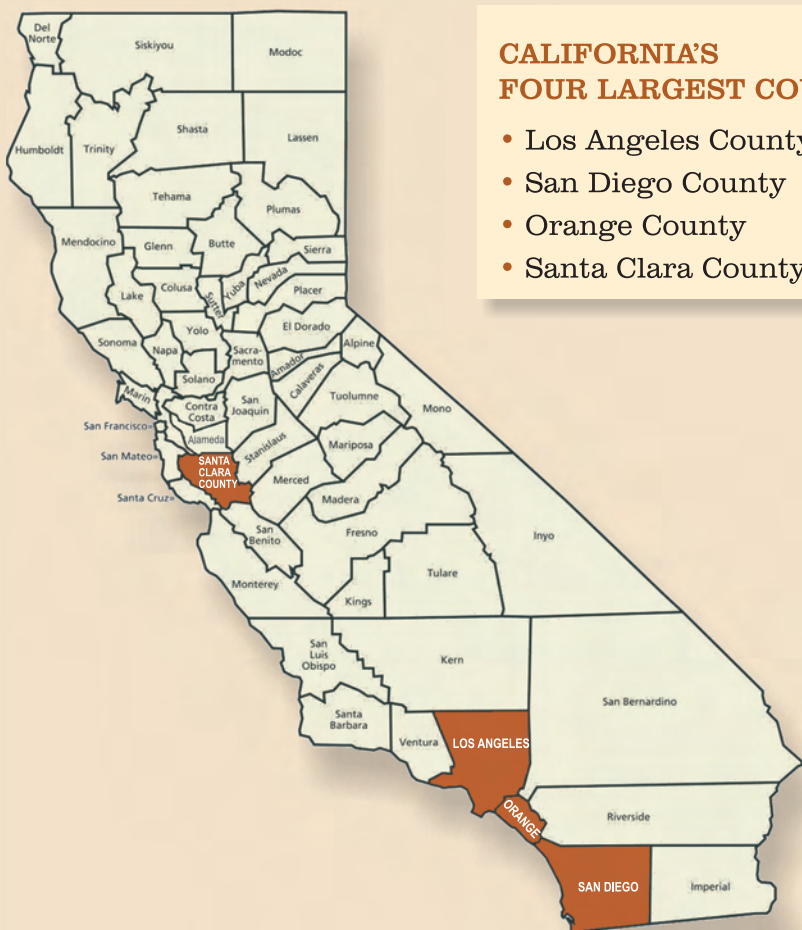 Del
Norte
Siskiyou
Modoc
CALIFORNIA'S
FOUR LARGEST COU
• Los Angeles County
• San Diego County
• Orange County
• Santa Clara County
Humboldt
Trinity
Shasta
Lassen
Tehama
Plumas
Mendocino
Glenn
Butte
Sierra
Lake
Colusa
Sutter
Yuba
Nevada
Placer
Sonoma
Napa
Yolo
Sacra-
mento
El Dorado
Alpine
Solano
Amador
Calaveras
Marin
Contra
Costa
San
Joaquin
Tuolumne
Mono
San Francisco
Alameda
Stanislaus
Mariposa
San Mateo
SANTA
CLARA
COUNTY
Merced
Santa Cruz
Madera
San
Benito
Fresno
Inyo
Monterey
Kings
Tulare
San
Luis
Obispo
Kern
San Bernardino
Santa
Barbara
Ventura
LOS ANGELES
ORANGE
Riverside
SAN DIEGO
Imperial